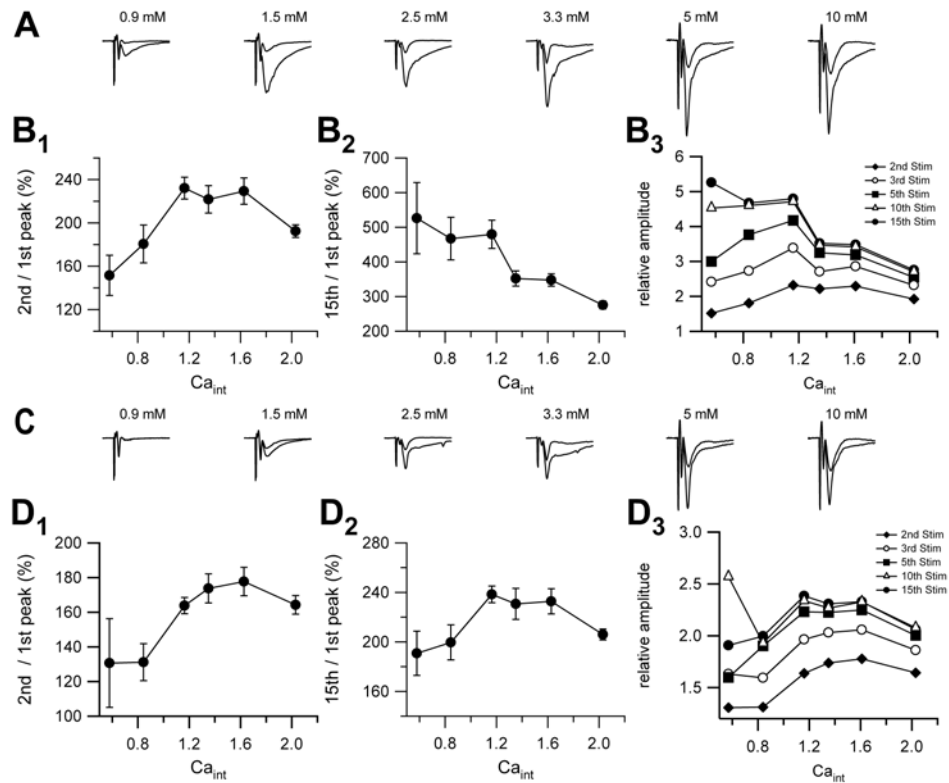 A
0.9 mM 1.5 mM 2.5 mM 3.3 mM 5 mM 10 mM
B1
2nd / 1st peak (%)
240
200
160
120
0.8 1.2 1.6 2.0
Caint
B2
15th / 1st peak (%)
700
600
500
400
300
200
0.8 1.2 1.6 2.0
Caint
B3
relative amplitude
6
5
4
3
2
1
2nd Stim
3rd Stim
5th Stim
10th Stim
15th Stim
0.8 1.2 1.6 2.0
Caint
C
0.9 mM 1.5 mM 2.5 mM 3.3 mM 5 mM 10 mM
D1
2nd / 1st peak (%)
200
180
160
140
120
100
0.8 1.2 1.6 2.0
Caint
D2
15th / 1st peak (%)
280
240
200
160
0.8 1.2 1.6 2.0
Caint
D3
relative amplitude
3.0
2.5
2.0
1.5
2nd Stim
3rd Stim
5th Stim
10th Stim
15th Stim
0.8 1.2 1.6 2.0
Caint